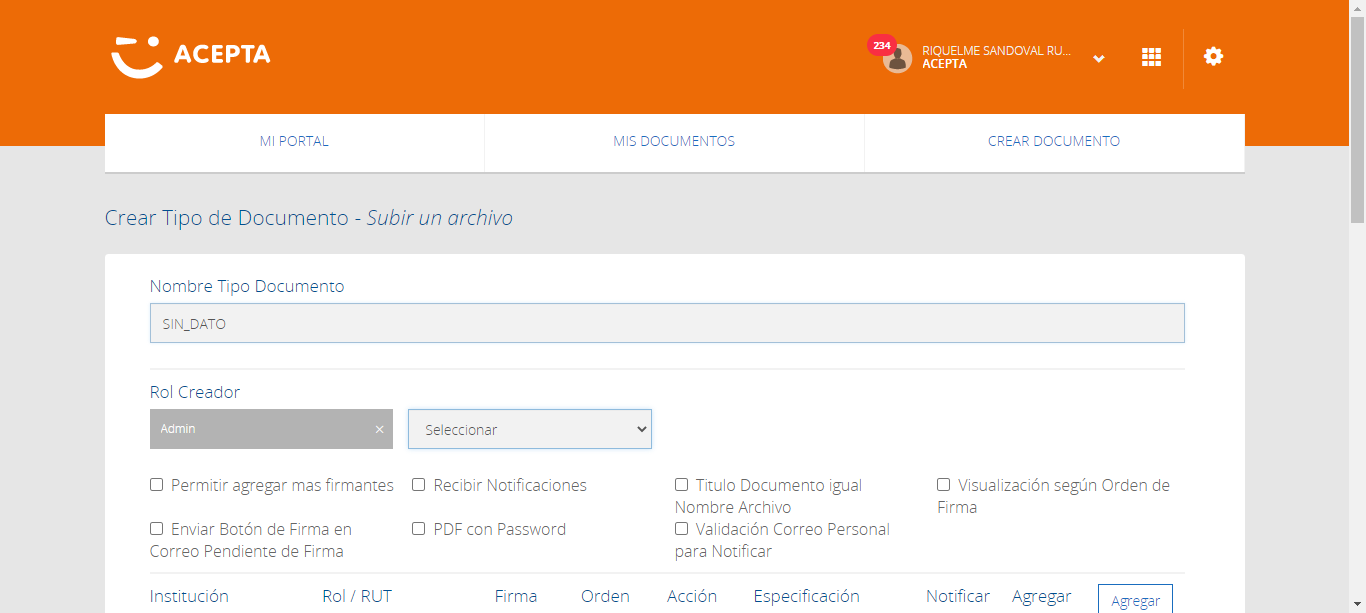 ACEPTA
234
RIQUELME SANDOVAL RU...
ACEPTA
MI PORTAL
MIS DOCUMENTOS
CREAR DOCUMENTO
Crear Tipo de Documento - Subir un archivo
Nombre Tipo Documento
SIN_DATO
Rol Creador
Admin ×
Seleccionar
Permitir agregar mas firmantes
Recibir Notificaciones
Titulo Documento igual
Nombre Archivo
Visualización según Orden de
Firma
Enviar Botón de Firma en
Correo Pendiente de Firma
PDF con Password
Validación Correo Personal
para Notificar
Institución Rol / RUT Firma Orden Acción Especificación Notificar Agregar Agregar